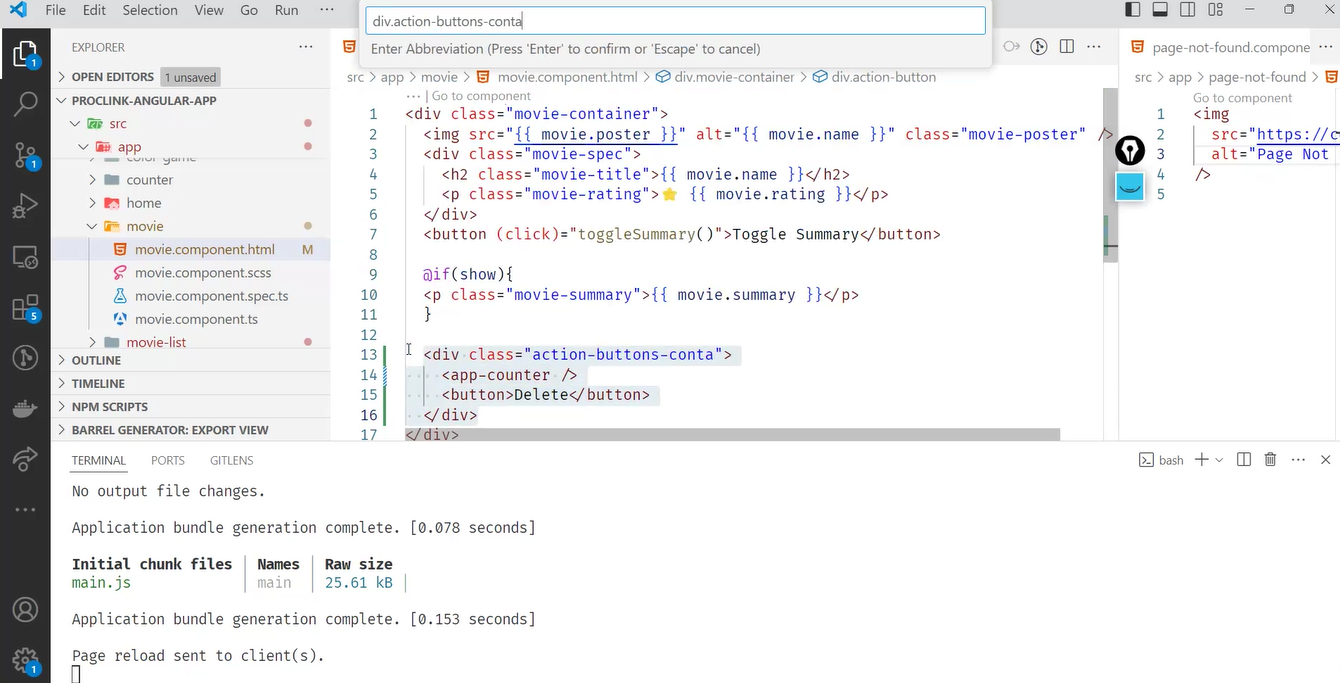 File Edit Selection View Go Run ···
div.action-buttons-conta
Enter Abbreviation (Press 'Enter' to confirm or 'Escape' to cancel)
EXPLORER
OPEN EDITORS 1 unsaved
PROCLINK-ANGULAR-APP
src
app
color-game
counter
home
movie
movie.component.html M
movie.component.scss
movie.component.spec.ts
movie.component.ts
movie-list
OUTLINE
TIMELINE
NPM SCRIPTS
BARREL GENERATOR: EXPORT VIEW
1
1
5
1
src > app > movie > movie.component.html > div.movie-container > div.action-button
··· | Go to component
1 <div class="movie-container">
2 <img src="{{ movie.poster }}" alt="{{ movie.name }}" class="movie-poster" />
3 <div class="movie-spec">
4 <h2 class="movie-title">{{ movie.name }}</h2>
5 <p class="movie-rating">⭐ {{ movie.rating }}</p>
6 </div>
7 <button (click)="toggleSummary()">Toggle Summary</button>
8
9 @if(show){
10 <p class="movie-summary">{{ movie.summary }}</p>
11 }
12
13 <div class="action-buttons-conta">
14 <app-counter />
15 <button>Delete</button>
16 </div>
17 </div>
page-not-found.compone
src > app > page-not-found >
Go to component
1 <img
2 src="https://c
3 alt="Page Not
4 />
5
TERMINAL PORTS GITLENS
bash
No output file changes.
Application bundle generation complete. [0.078 seconds]
Initial chunk files | Names | Raw size
main.js | main | 25.61 kB |
Application bundle generation complete. [0.153 seconds]
Page reload sent to client(s).